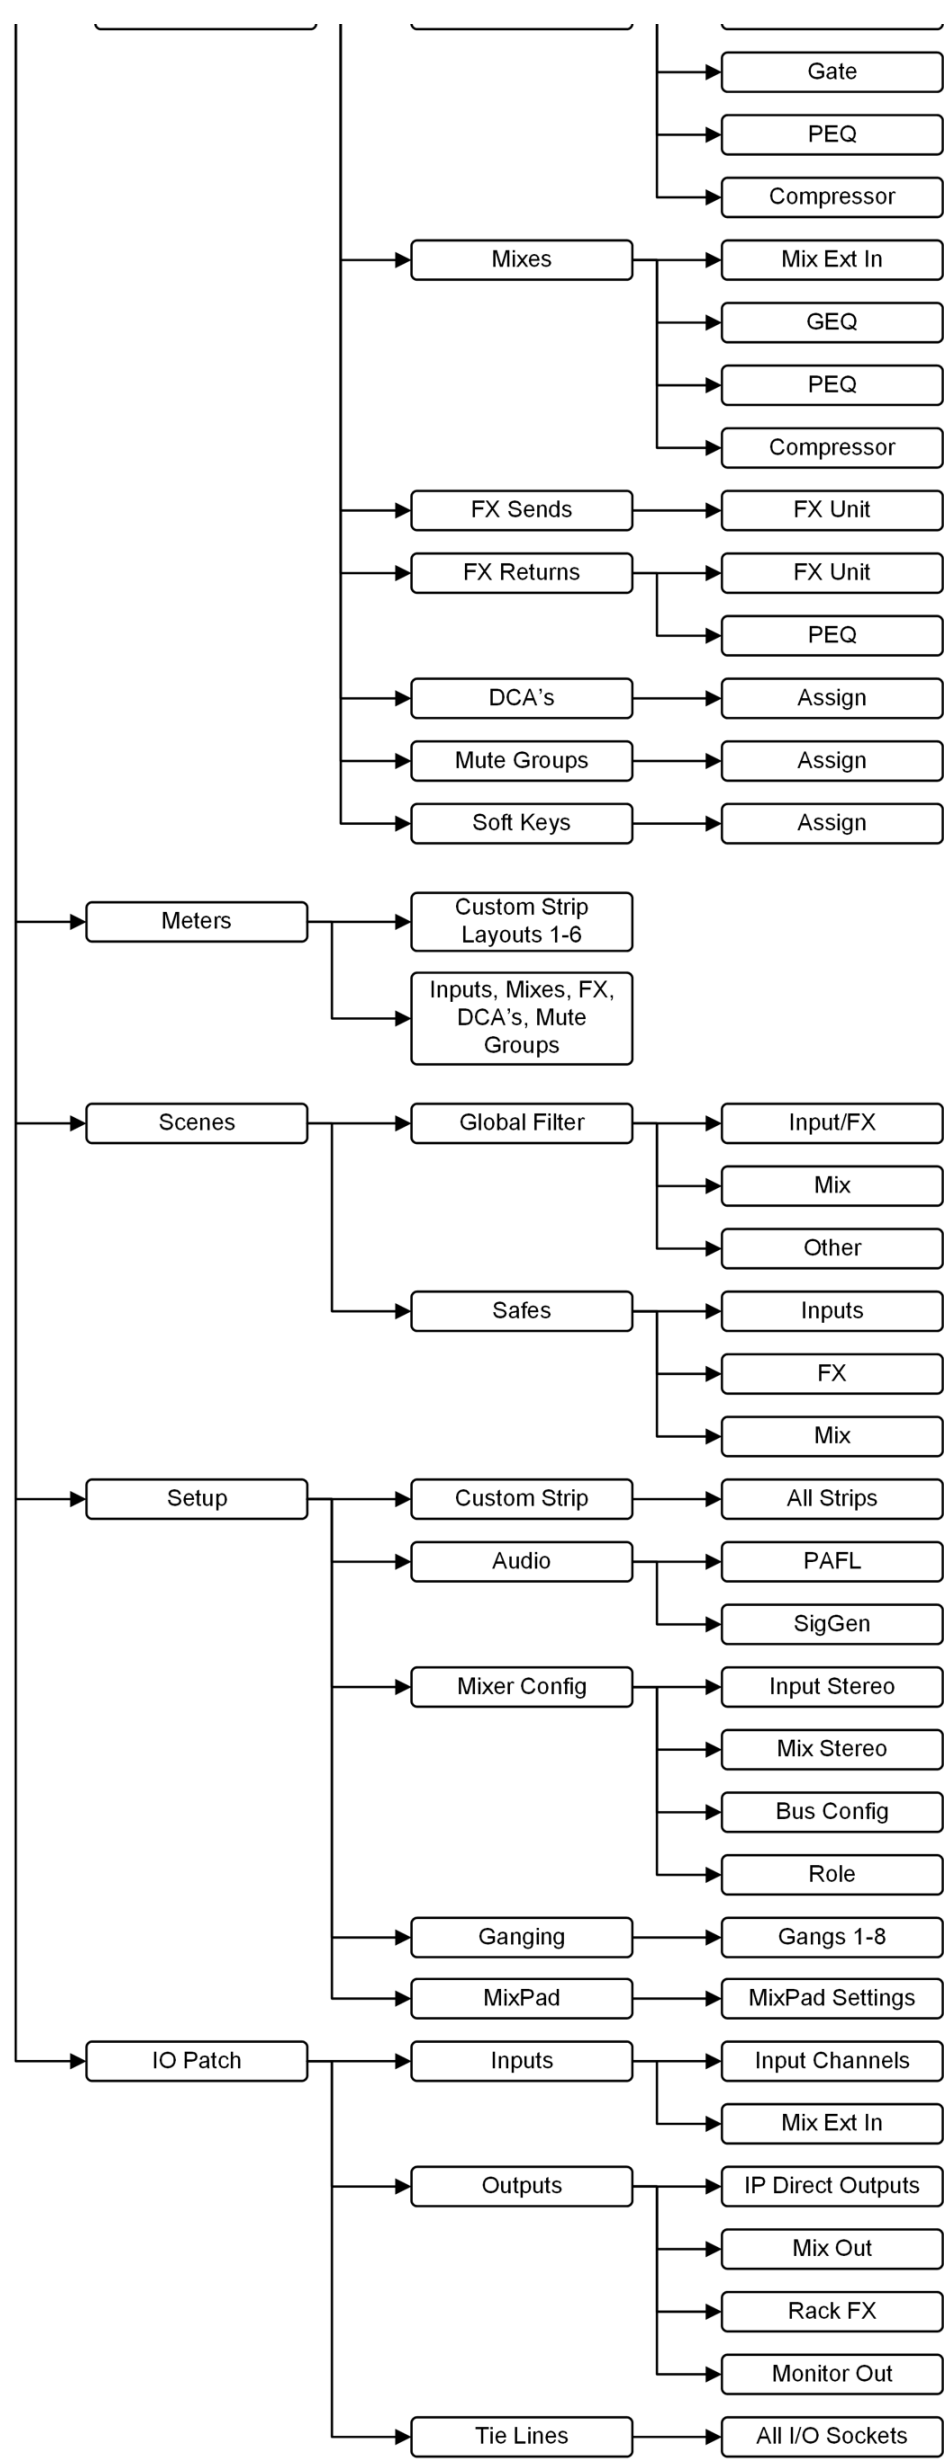 Gate
PEQ
Compressor
Mixes
Mix Ext In
GEQ
PEQ
Compressor
FX Sends
FX Unit
FX Returns
FX Unit
PEQ
DCA's
Assign
Mute Groups
Assign
Soft Keys
Assign
Meters
Custom Strip
Layouts 1-6
Inputs, Mixes, FX,
DCA's, Mute
Groups
Scenes
Global Filter
Input/FX
Mix
Other
Safes
Inputs
FX
Mix
Setup
Custom Strip
All Strips
Audio
PAFL
SigGen
Mixer Config
Input Stereo
Mix Stereo
Bus Config
Role
Ganging
Gangs 1-8
MixPad
MixPad Settings
IO Patch
Inputs
Input Channels
Mix Ext In
Outputs
IP Direct Outputs
Mix Out
Rack FX
Monitor Out
Tie Lines
All I/O Sockets